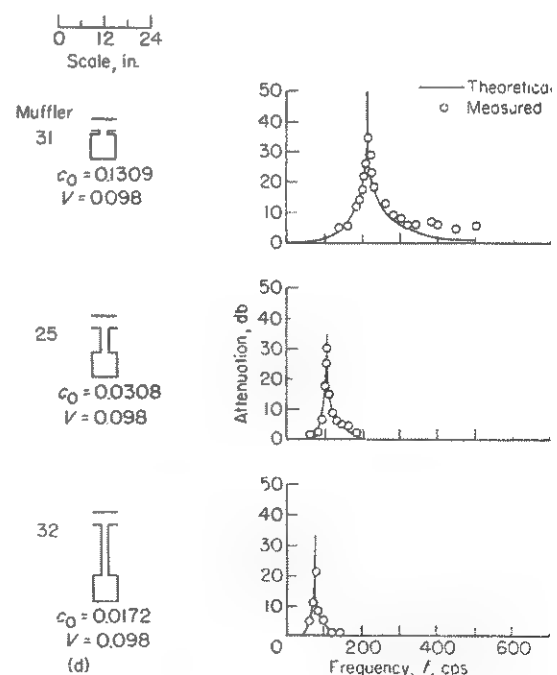 0 12 24
Scale, in.
Muffler
31
c0 = 0.1309
V = 0.098
50
40
30
20
10
0
Theoretical
Measured
25
c0 = 0.0308
V = 0.098
Attenuation, db
50
40
30
20
10
0
32
c0 = 0.0172
V = 0.098
(d)
50
40
30
20
10
0 200 400 600
Frequency, f, cps